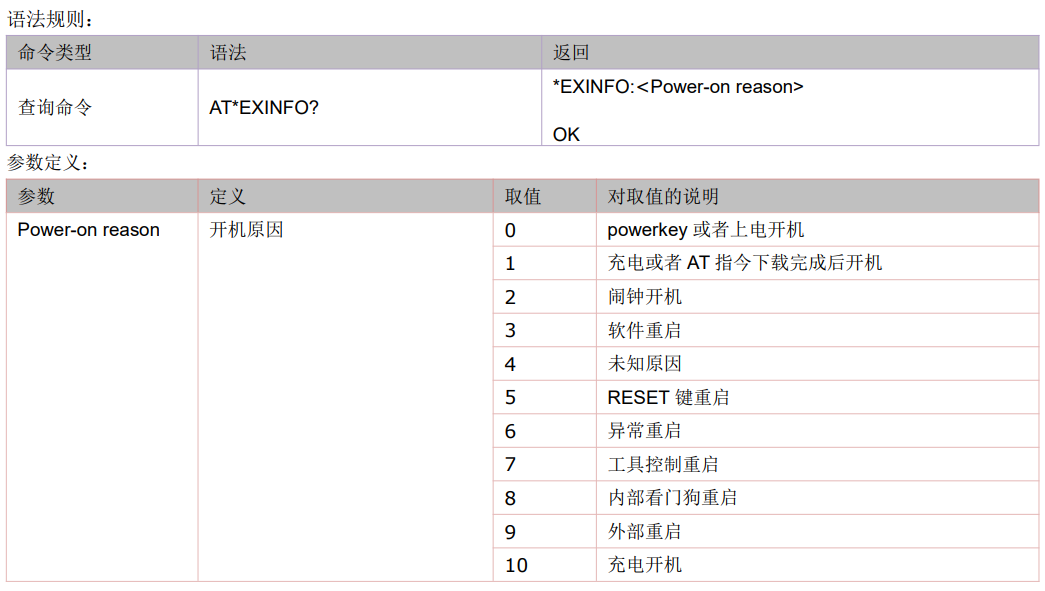 语法规则：
命令类型 语法 返回
查询命令 AT*EXINFO? *EXINFO:<Power-on reason>
OK
参数定义：
参数 定义 取值 对取值的说明
Power-on reason 开机原因 0 powerkey 或者上电开机
1 充电或者 AT 指今下载完成后开机
2 闹钟开机
3 软件重启
4 未知原因
5 RESET 键重启
6 异常重启
7 工具控制重启
8 内部看门狗重启
9 外部重启
10 充电开机